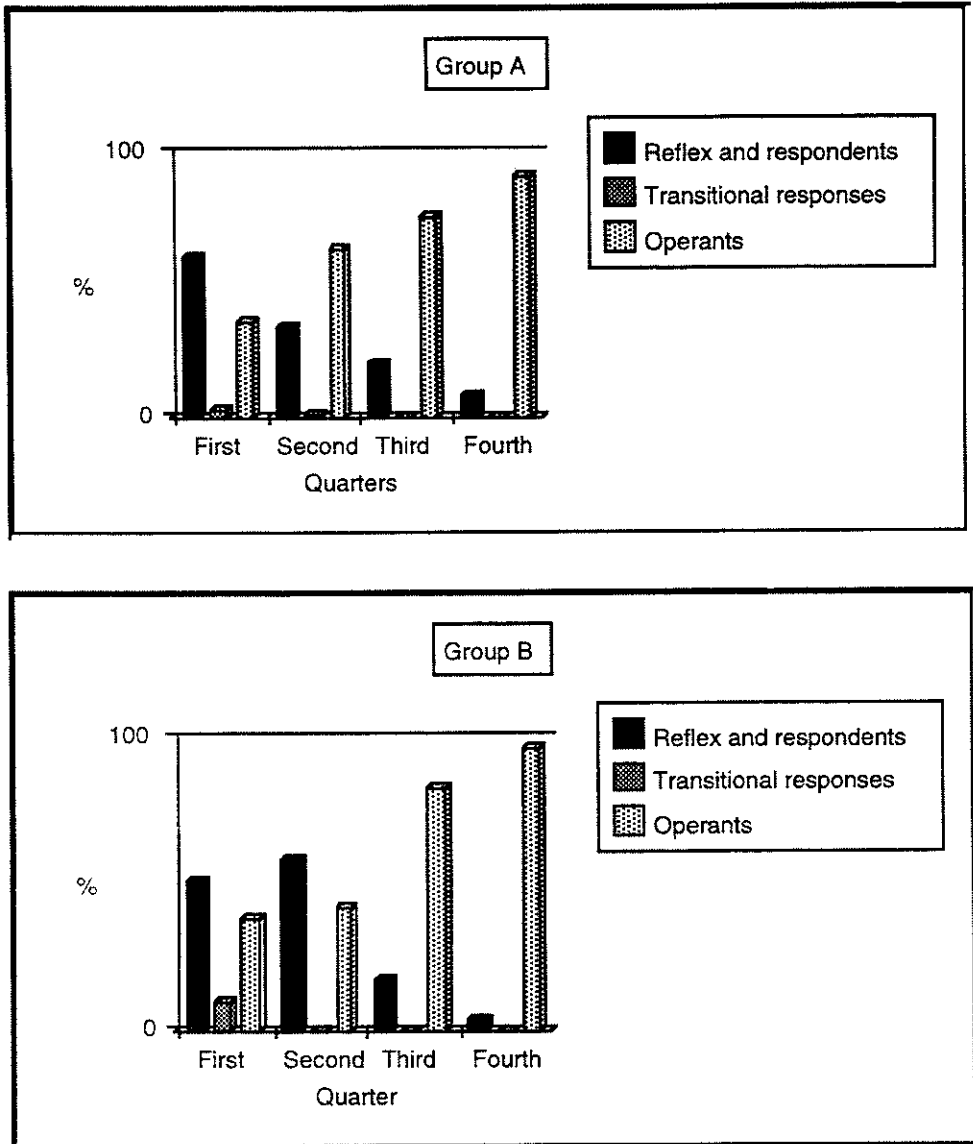 Group A
100
%
0
Reflex and respondents
Transitional responses
Operants
First Second Third Fourth
Quarters
Group B
100
%
0
Reflex and respondents
Transitional responses
Operants
First Second Third Fourth
Quarter